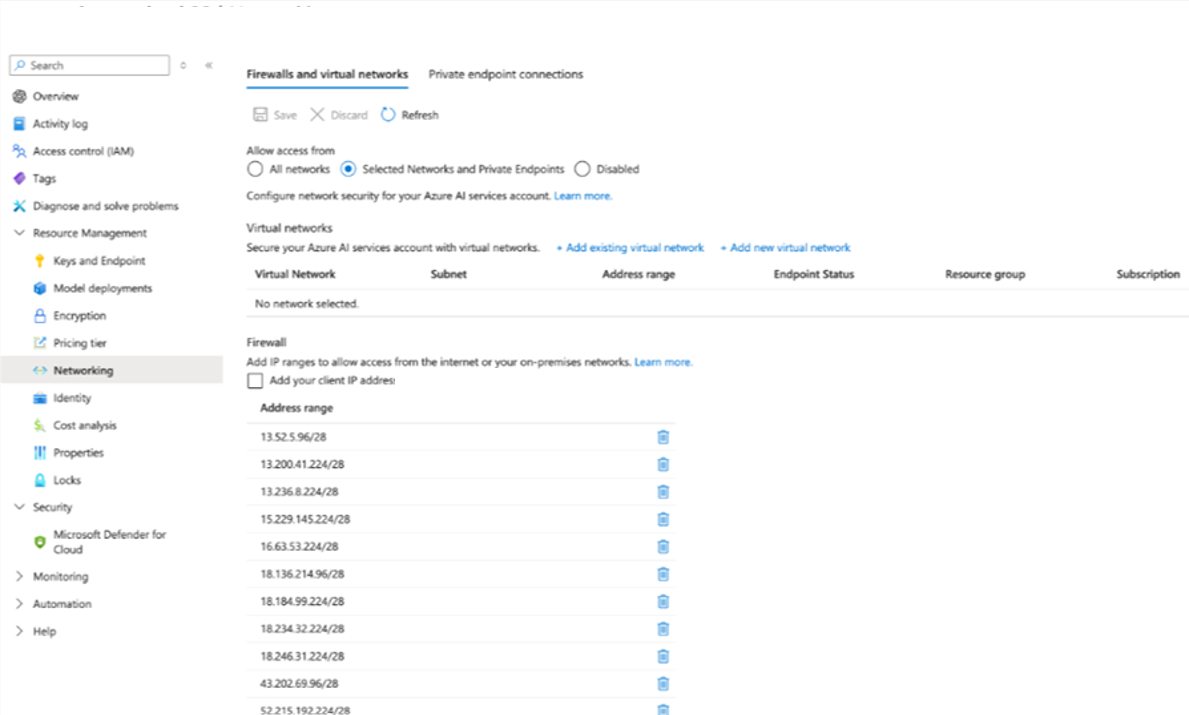 Search
Overview
Activity log
Access control (IAM)
Tags
Diagnose and solve problems
Resource Management
Keys and Endpoint
Model deployments
Encryption
Pricing tier
Networking
Identity
Cost analysis
Properties
Locks
Security
Microsoft Defender for
Cloud
Monitoring
Automation
Help
Firewalls and virtual networks Private endpoint connections
Save Discard Refresh
Allow access from
All networks Selected Networks and Private Endpoints Disabled
Configure network security for your Azure AI services account. Learn more.
Virtual networks
Secure your Azure AI services account with virtual networks. + Add existing virtual network + Add new virtual network
Virtual Network Subnet Address range Endpoint Status Resource group Subscription
No network selected.
Firewall
Add IP ranges to allow access from the internet or your on-premises networks. Learn more.
Add your client IP address
Address range
13.52.5.96/28
13.200.41.224/28
13.236.8.224/28
15.229.145.224/28
16.63.53.224/28
18.136.214.96/28
18.184.99.224/28
18.234.32.224/28
18.246.31.224/28
43.202.69.96/28
52.215.192.224/28